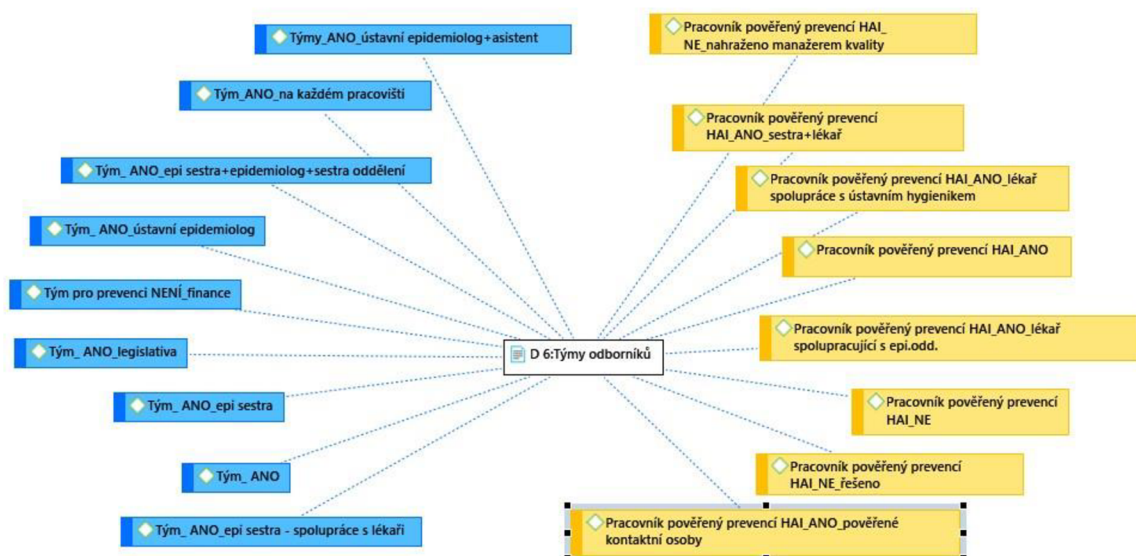 Týmy_ANO_ústavní epidemiolog+asistent
Tým_ANO_na každém pracovišti
Tým_ ANO_epi sestra+epidemiolog+sestra oddělení
Tým_ ANO_ústavní epidemiolog
Tým pro prevenci NENÍ_finance
Tým_ ANO_legislativa
Tým_ ANO_epi sestra
Tým_ ANO
Tým_ ANO_epi sestra - spolupráce s lékaři
D 6:Týmy odborníků
Pracovník pověřený prevencí HAI_
NE_nahraženo manažerem kvality
Pracovník pověřený prevencí
HAI_ANO_sestra+lékař
Pracovník pověřený prevencí HAI_ANO_lékař
spolupráce s ústavním hygienikem
Pracovník pověřený prevencí HAI_ANO
Pracovník pověřený prevencí HAI_ANO_lékař
spolupracující s epi.odd.
Pracovník pověřený prevencí
HAI_NE
Pracovník pověřený prevencí
HAI_NE_řešeno
Pracovník pověřený prevencí HAI_ANO_pověřené
kontaktní osoby